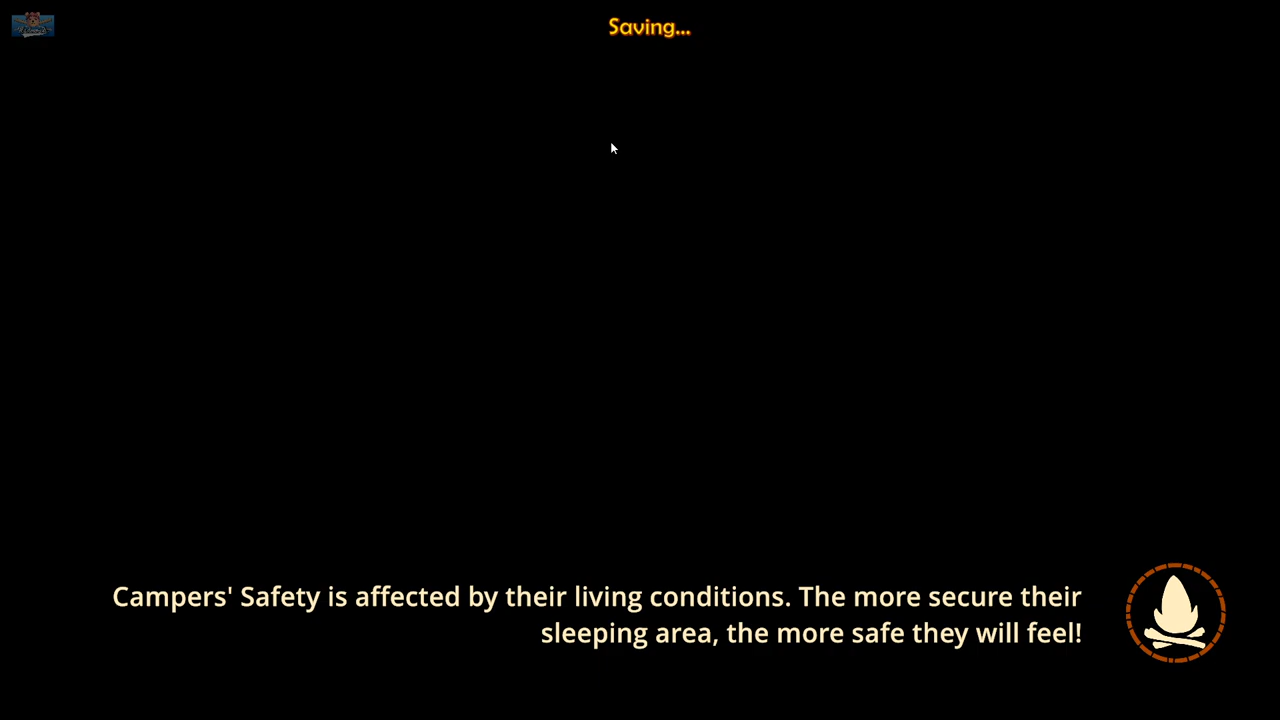 Saving...
Campers' Safety is affected by their living conditions. The more secure their
sleeping area, the more safe they will feel!